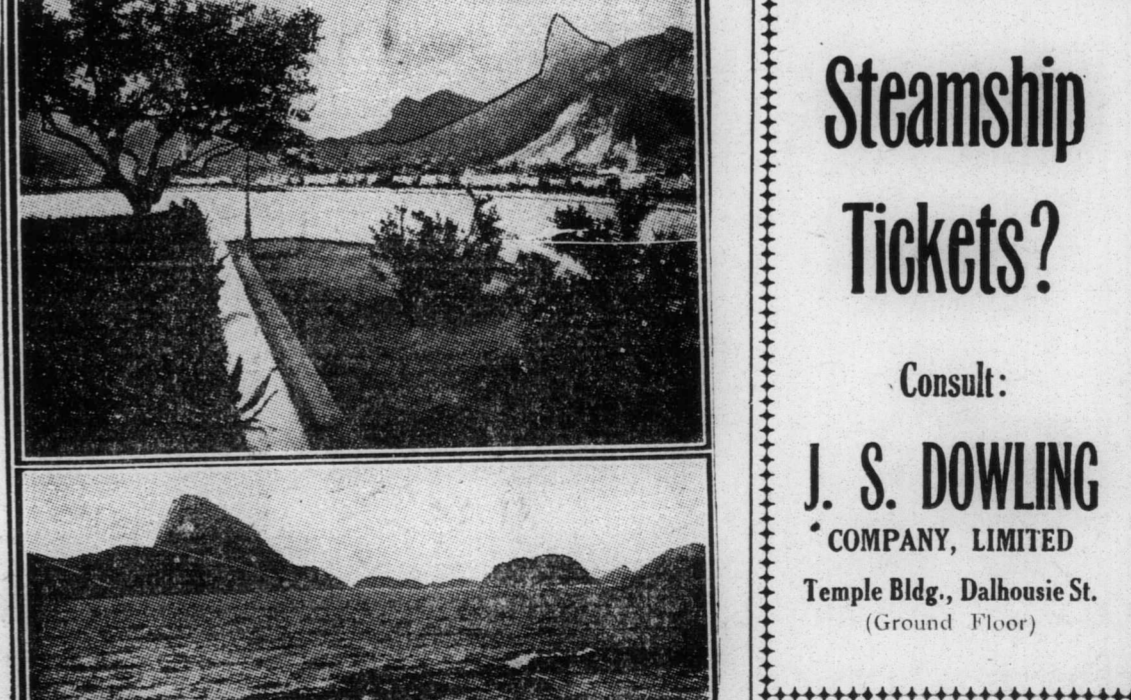 Steamship
Tickets?
Consult:
J. S. DOWLING
COMPANY, LIMITED
Temple Bldg., Dalhousie St.
(Ground Floor)